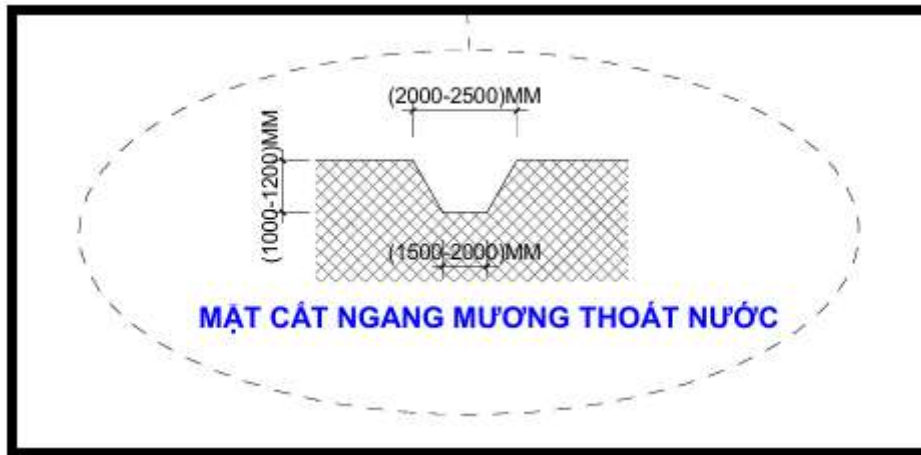 (2000-2500)MM
(1000-1200)MM
(1500-2000)MM
MẶT CẮT NGANG MƯƠNG THOÁT NƯỚC